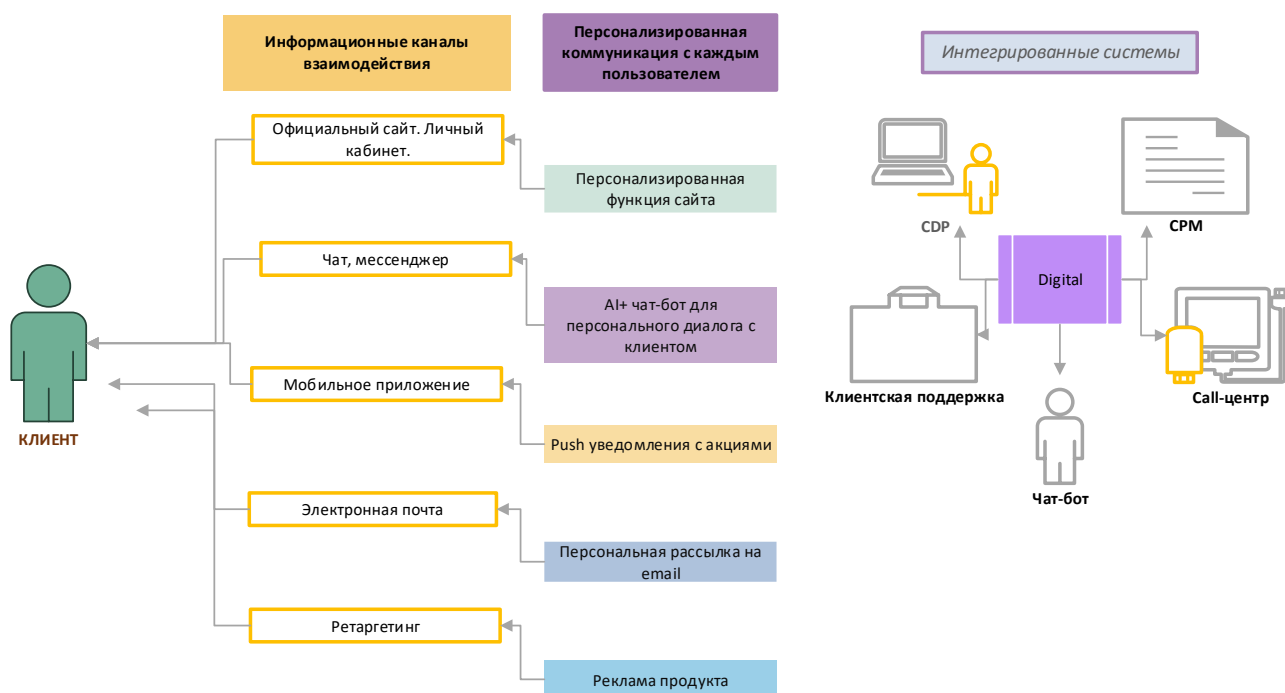 Информационные каналы
взаимодействия
Персонализированная
коммуникация с каждым
пользователем
Интегрированные системы
Официальный сайт. Личный
кабинет.
Персонализированная
функция сайта
Чат, мессенджер
AI+ чат-бот для
персонального диалога с
клиентом
Мобильное приложение
Push уведомления с акциями
Электронная почта
Персональная рассылка на
email
Ретаргетинг
Реклама продукта
КЛИЕНТ
CDP
CPM
Digital
Клиентская поддержка
Call-центр
Чат-бот